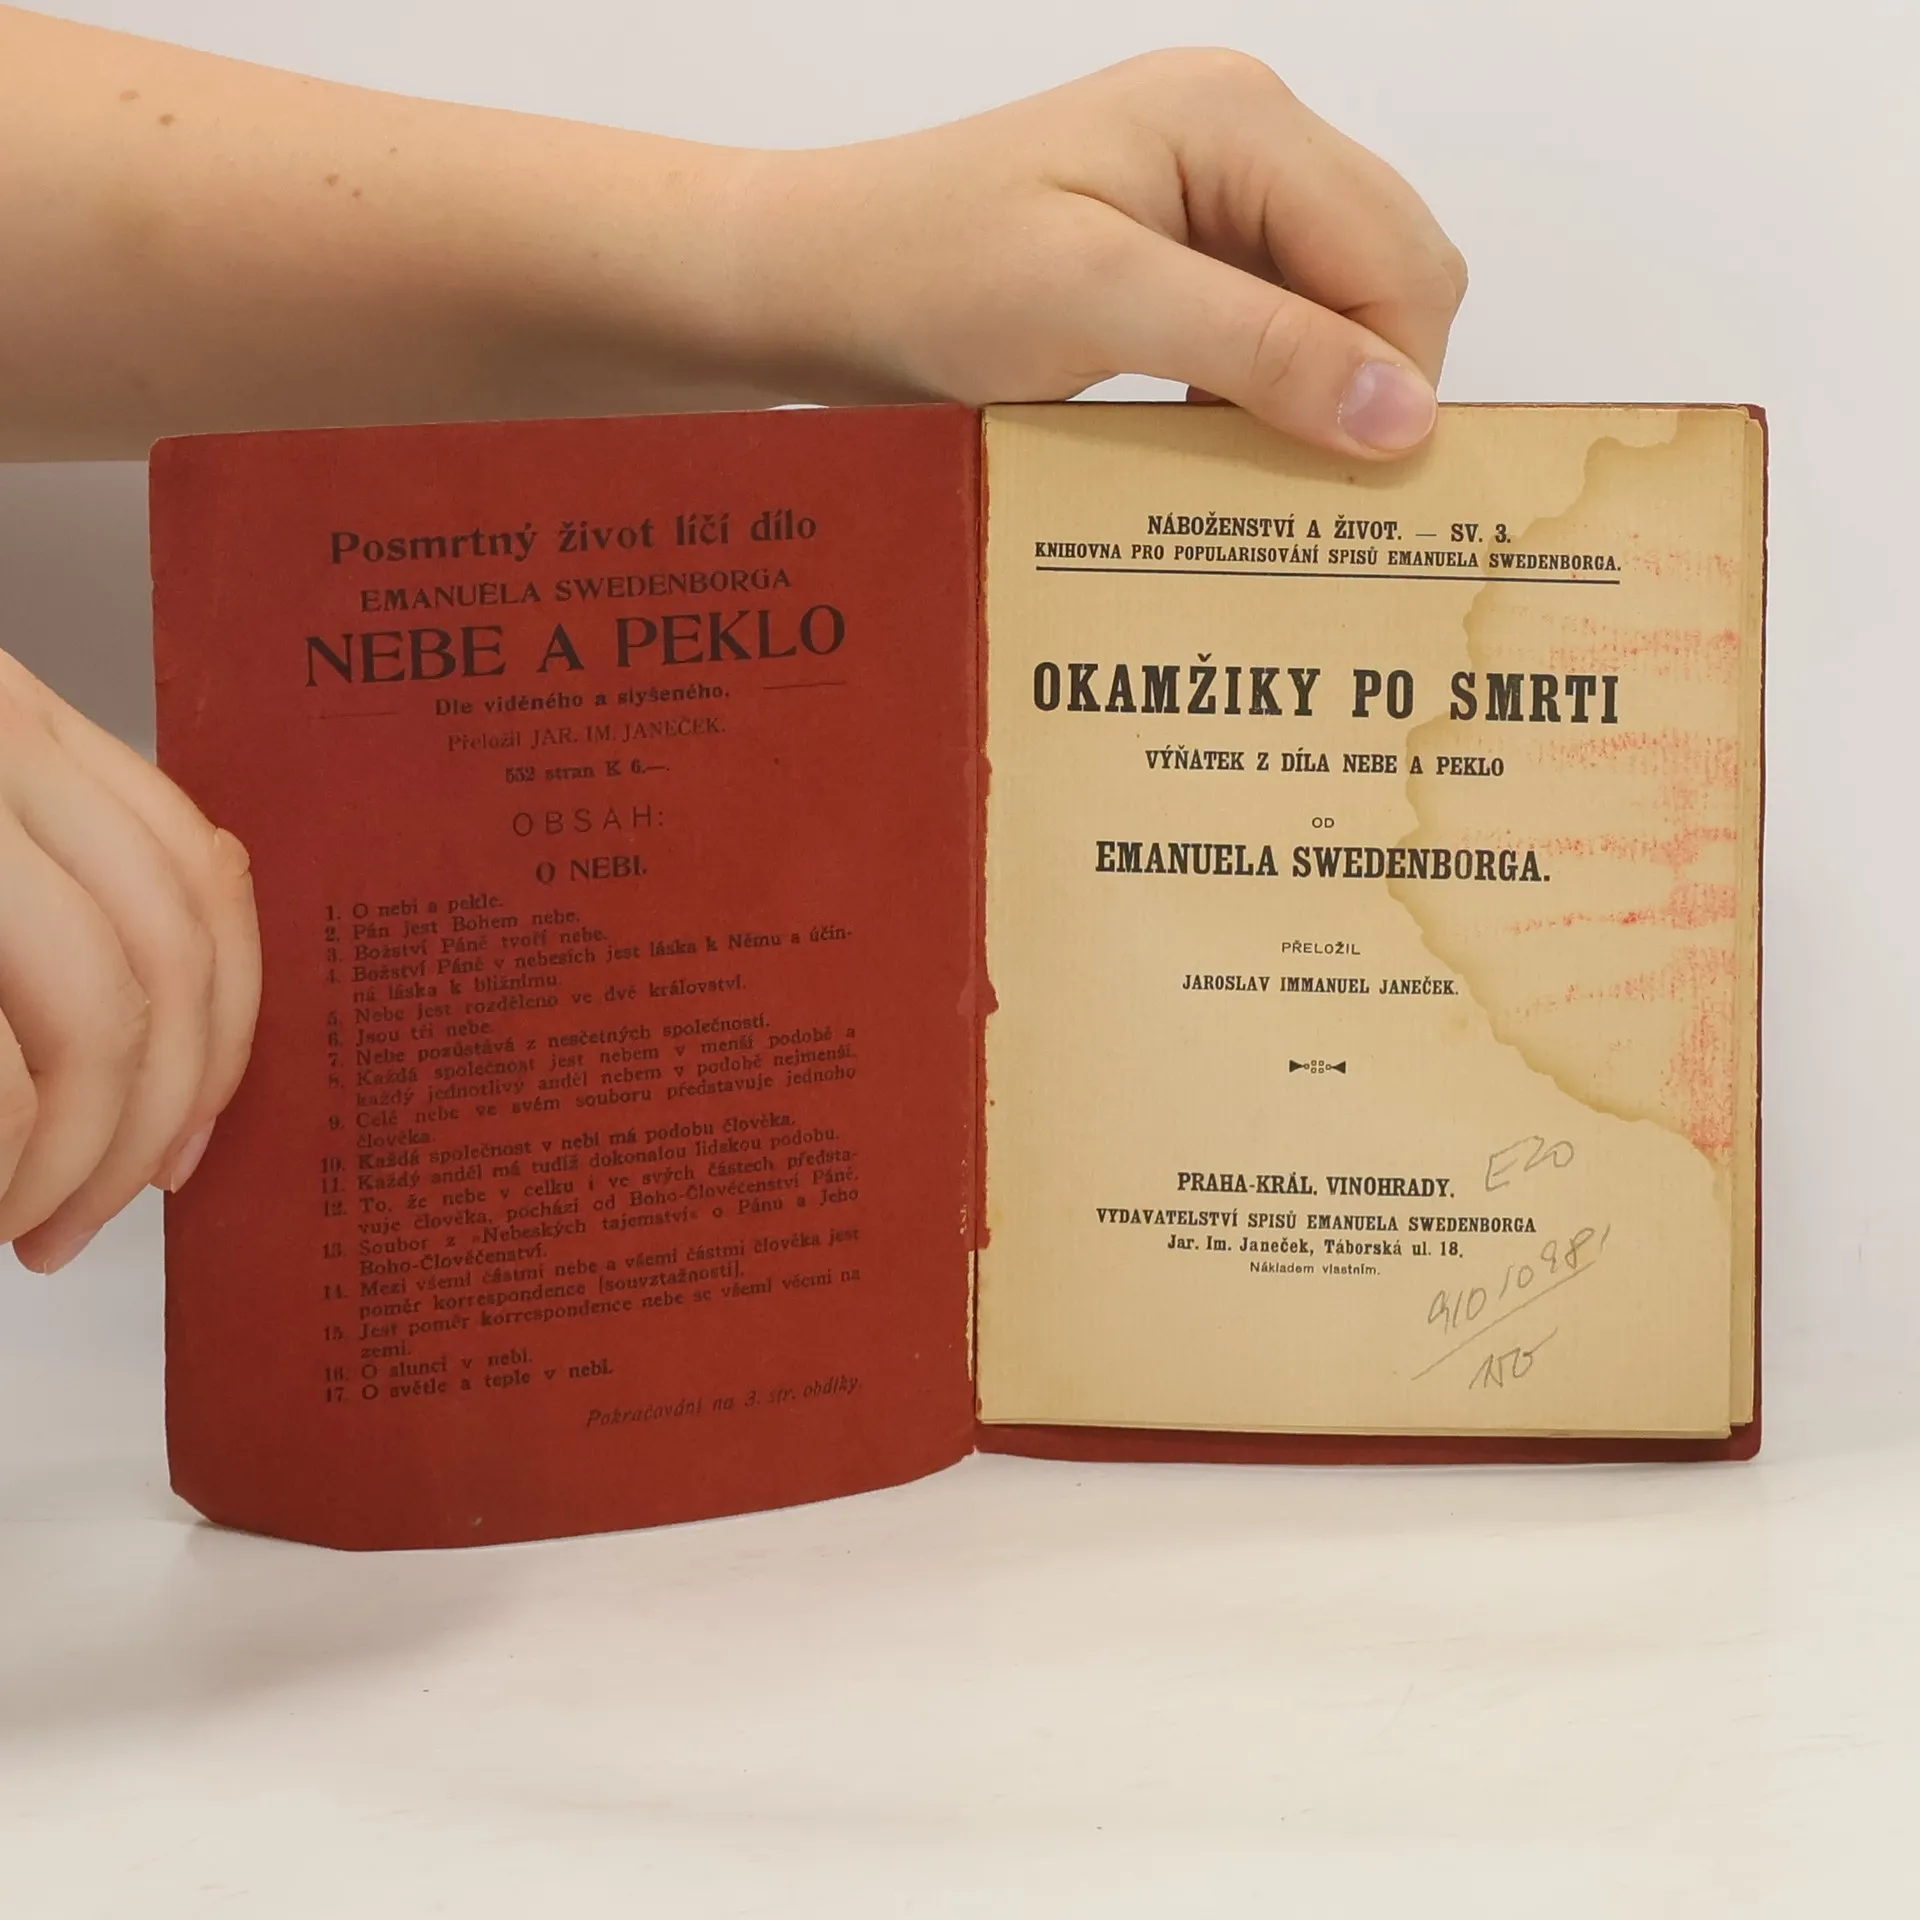 Posmrtný život líčí dílo
EMANUELA SWEDENBORGA
NEBE A PEKLO
Dle viděného a slyšeného.
Přeložil JAR. IM. JANEČEK.
552 stran K 6.—.
OBSAH:
O NEBI.
1. O nebi a pekle.
2. Pán jest Bohem nebe.
3. Božství Páně tvoří nebe.
4. Božství Páně v nebesích jest láska k Němu a účin-
ná láska k bližnímu
5. Nebe jest rozděleno ve dvě království.
6. Jsou tři nebe.
7. Nebe pozůstává z nesčetných společností.
8. Každá společnost jest nebem v menší podobě a
každý jednotlivý anděl nebem v podobě nejmenší.
9. Celé nebe ve svém souboru představuje jednoho
člověka.
10. Každá společnost v nebi má podobu člověka.
11. Každý anděl má tudíž dokonalou lidskou podobu.
12. To, že nebe v celku i ve svých částech předsta-
vuje člověka, pochází od Boho-Člověčenství Páně.
13. Soubor z »Nebeských tajemství« o Pánu a Jeho
Boho-Člověčenství.
14. Mezi všemi částmi nebe a všemi částmi člověka jest
poměr korrespondence [souvztažnosti].
15. Jest poměr korrespondence nebe se všemi věcmi na
zemi.
16. O slunci v nebi.
17. O světle a teple v nebi.
Pokračování na 3. str. obálky.
NÁBOŽENSTVÍ A ŽIVOT. — SV. 3.
KNIHOVNA PRO POPULARISOVÁNÍ SPISŮ EMANUELA SWEDENBORGA.
OKAMŽIKY PO SMRTI
VÝŇATEK Z DÍLA NEBE A PEKLO
OD
EMANUELA SWEDENBORGA.
PŘELOŽIL
JAROSLAV IMMANUEL JANEČEK.
PRAHA-KRÁL. VINOHRADY.
VYDAVATELSTVÍ SPISŮ EMANUELA SWEDENBORGA
Jar. Im. Janeček, Táborská ul. 18.
Nákladem vlastním.
EZO